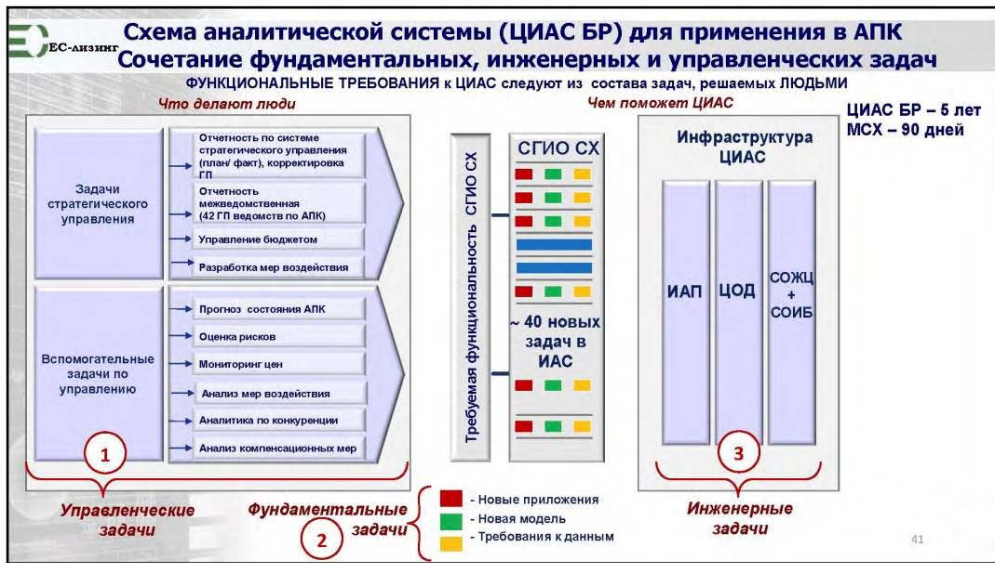 ЕС-лизинг
Схема аналитической системы (ЦИАС БР) для применения в АПК
Сочетание фундаментальных, инженерных и управленческих задач
ФУНКЦИОНАЛЬНЫЕ ТРЕБОВАНИЯ к ЦИАС следуют из состава задач, решаемых ЛЮДЬМИ
Что делают люди
Чем поможет ЦИАС
ЦИАС БР – 5 лет
МСХ – 90 дней
Задачи
стратегического
управления
Отчетность по системе
стратегического управления
(план/ факт), корректировка
ГП
Отчетность
межведомственная
(42 ГП ведомств по АПК)
Управление бюджетом
Разработка мер воздействия
Вспомогательные
задачи по
управлению
Прогноз состояния АПК
Оценка рисков
Мониторинг цен
Анализ мер воздействия
Аналитика по конкуренции
Анализ компенсационных мер
Требуемая функциональность СГИО СХ
СГИО СХ
~ 40 новых
задач в
ИАС
Инфраструктура
ЦИАС
ИАП
ЦОД
СОЖЦ
+
СОИБ
1
Управленческие
задачи
Фундаментальные
задачи
2
- Новые приложения
- Новая модель
- Требования к данным
3
Инженерные
задачи
41